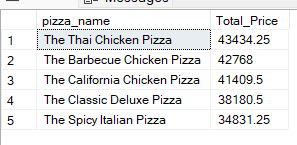 Messages
pizza_name Total_Price
1 The Thai Chicken Pizza 43434.25
2 The Barbecue Chicken Pizza 42768
3 The California Chicken Pizza 41409.5
4 The Classic Deluxe Pizza 38180.5
5 The Spicy Italian Pizza 34831.25